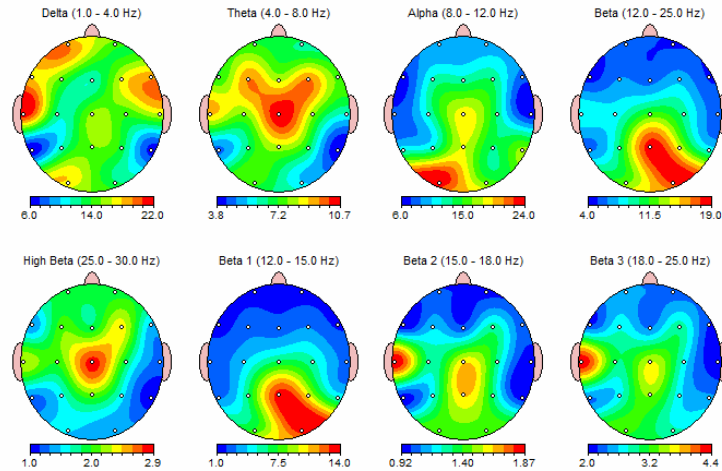 Delta (1.0 - 4.0 Hz) Theta (4.0 - 8.0 Hz) Alpha (8.0 - 12.0 Hz) Beta (12.0 - 25.0 Hz)
6.0 14.0 22.0 3.8 7.2 10.7 6.0 15.0 24.0 4.0 11.5 19.0
High Beta (25.0 - 30.0 Hz) Beta 1 (12.0 - 15.0 Hz) Beta 2 (15.0 - 18.0 Hz) Beta 3 (18.0 - 25.0 Hz)
1.0 2.0 2.9 1.0 7.5 14.0 0.92 1.40 1.87 2.0 3.2 4.4